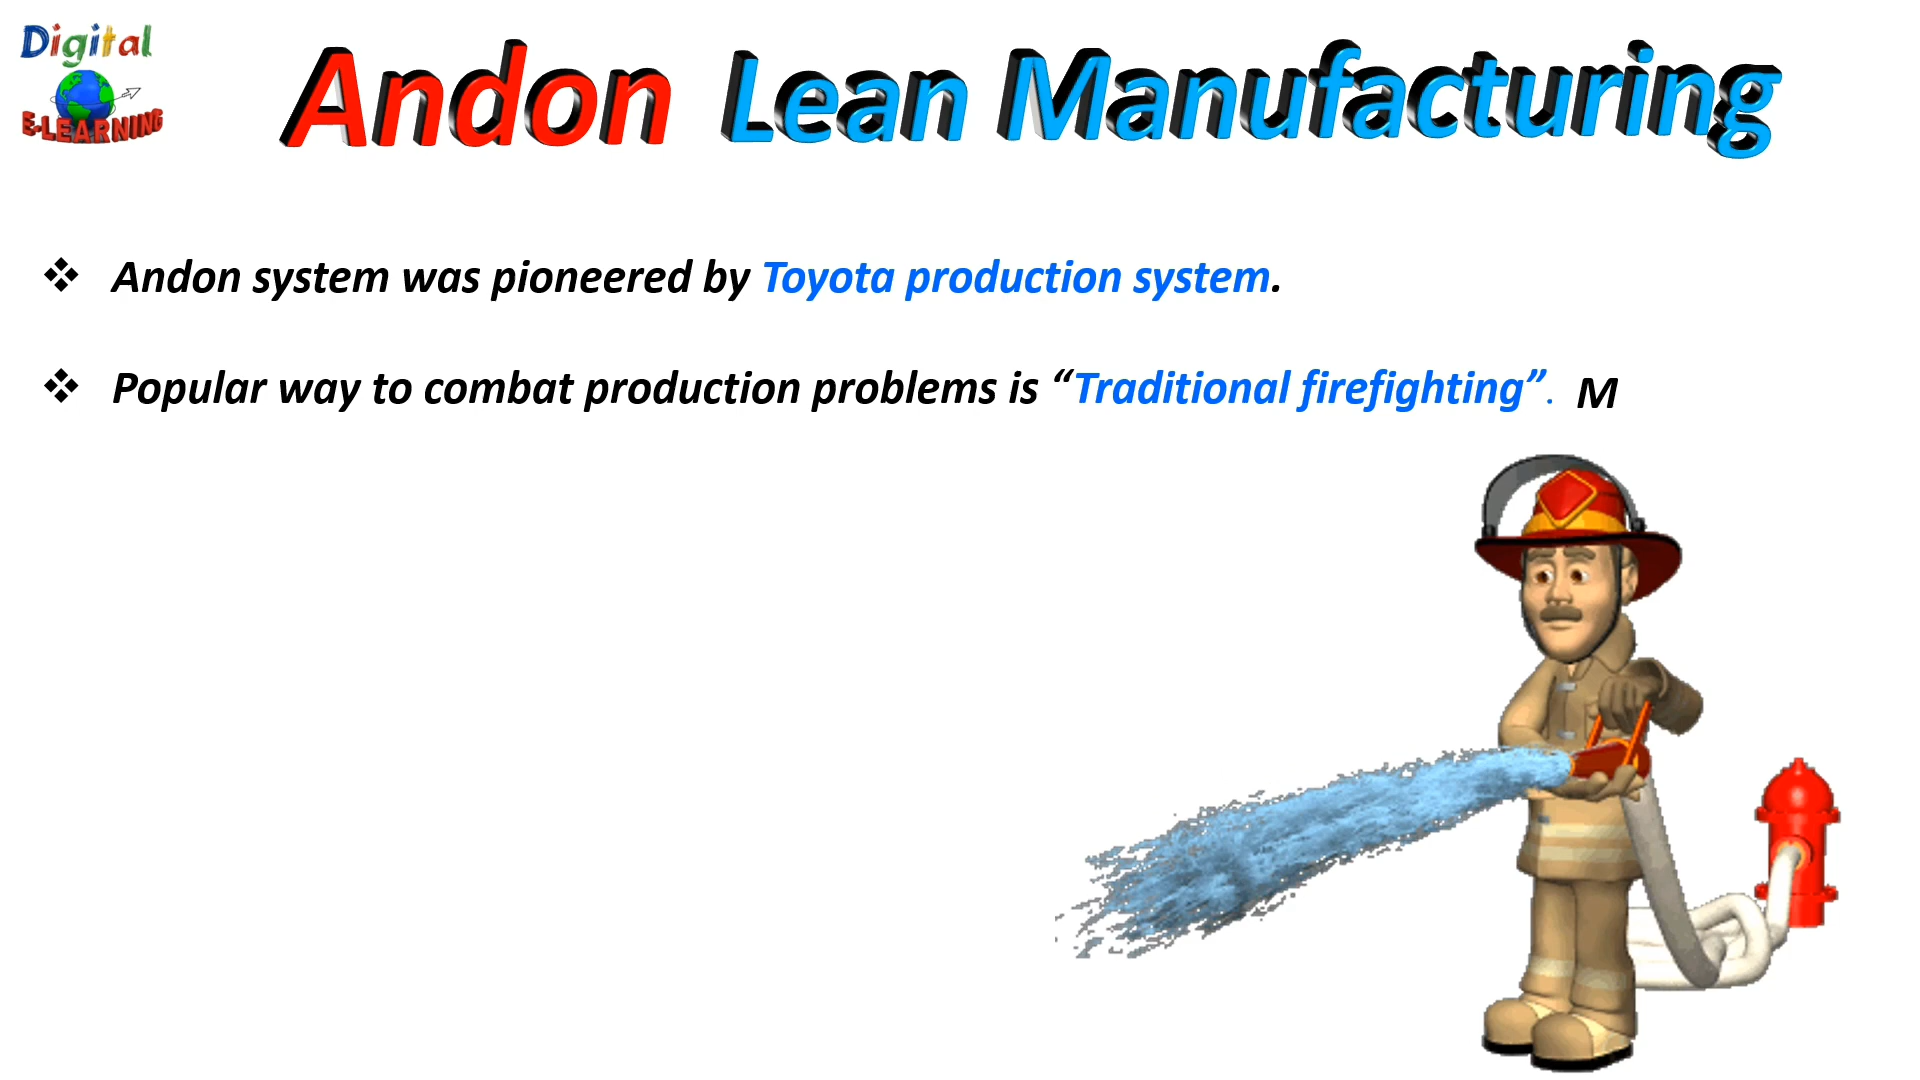 Digital
E-LEARNING
Andon Lean Manufacturing
❖ Andon system was pioneered by Toyota production system.
❖ Popular way to combat production problems is “Traditional firefighting”. M